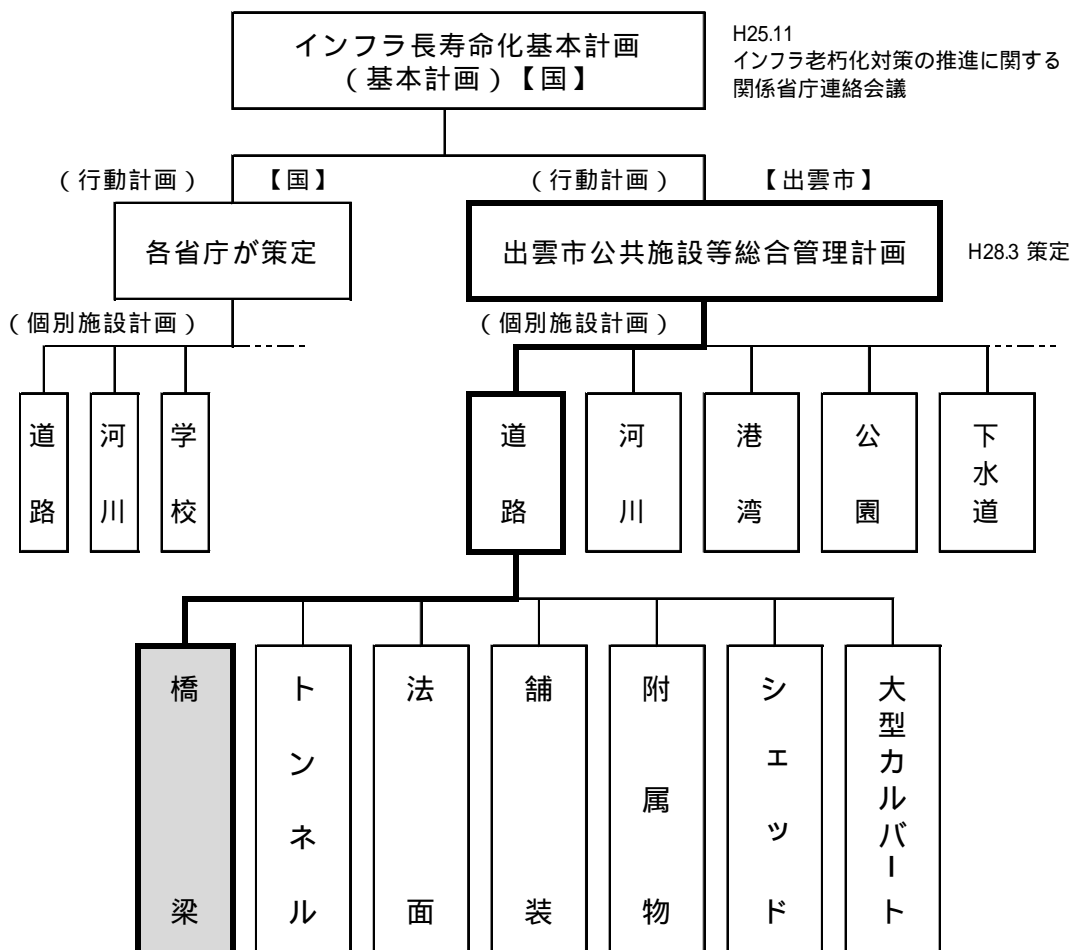 インフラ長寿命化基本計画
(基本計画)【国】
H25.11
インフラ老朽化対策の推進に関する
関係省庁連絡会議
(行動計画)
【国】
(行動計画)
【出雲市】
各省庁が策定
出雲市公共施設等総合管理計画
H28.3 策定
(個別施設計画)
(個別施設計画)
道路
河川
学校
道路
河川
港湾
公園
下水道
橋梁
トンネル
法面
舗装
附属物
シェッド
大型カルバート